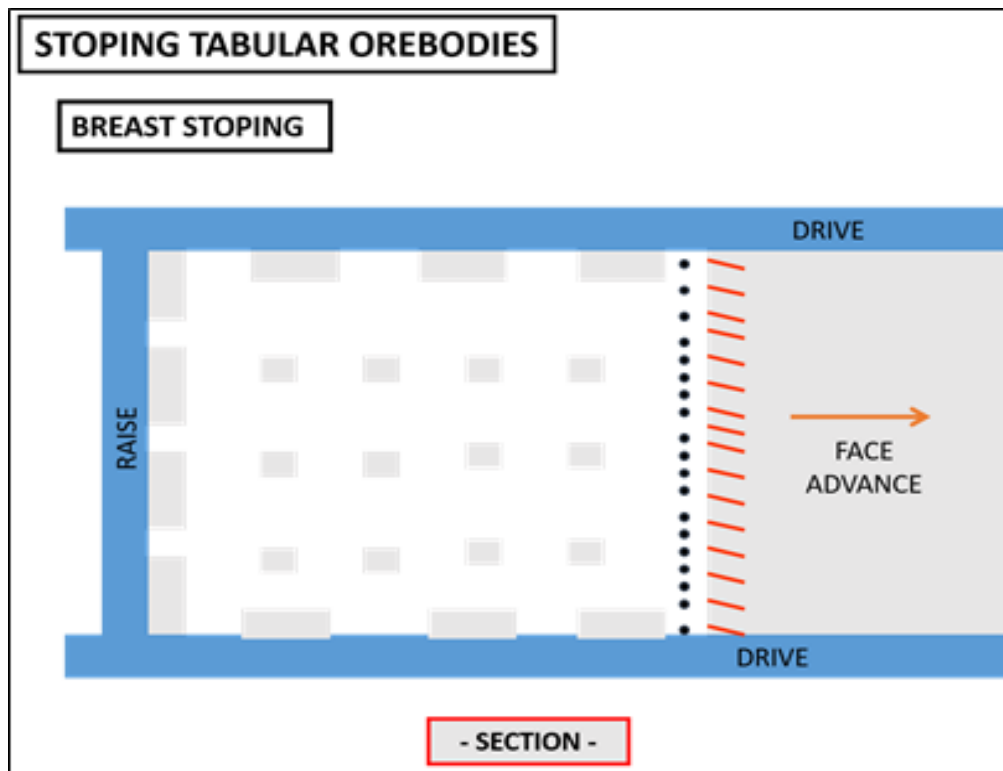 STOPING TABULAR OREBODIES
BREAST STOPING
DRIVE
RAISE
FACE
ADVANCE
DRIVE
- SECTION -